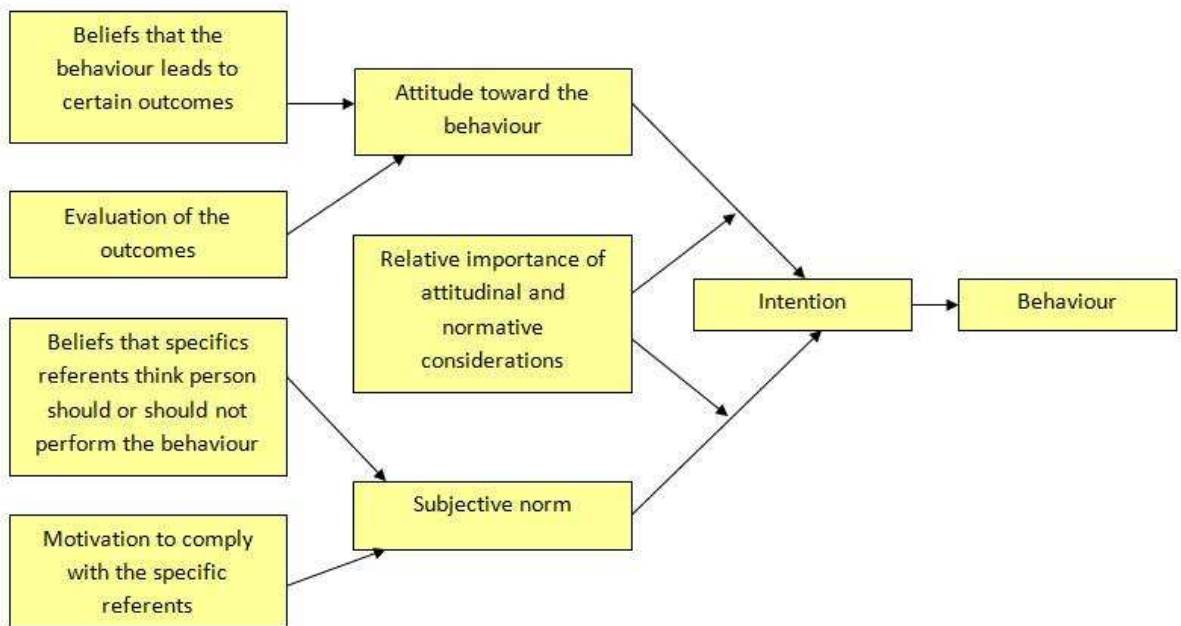 Beliefs that the
behaviour leads to
certain outcomes
Attitude toward the
behaviour
Evaluation of the
outcomes
Relative importance of
attitudinal and
normative
considerations
Intention
Behaviour
Beliefs that specifics
referents think person
should or should not
perform the behaviour
Subjective norm
Motivation to comply
with the specific
referents